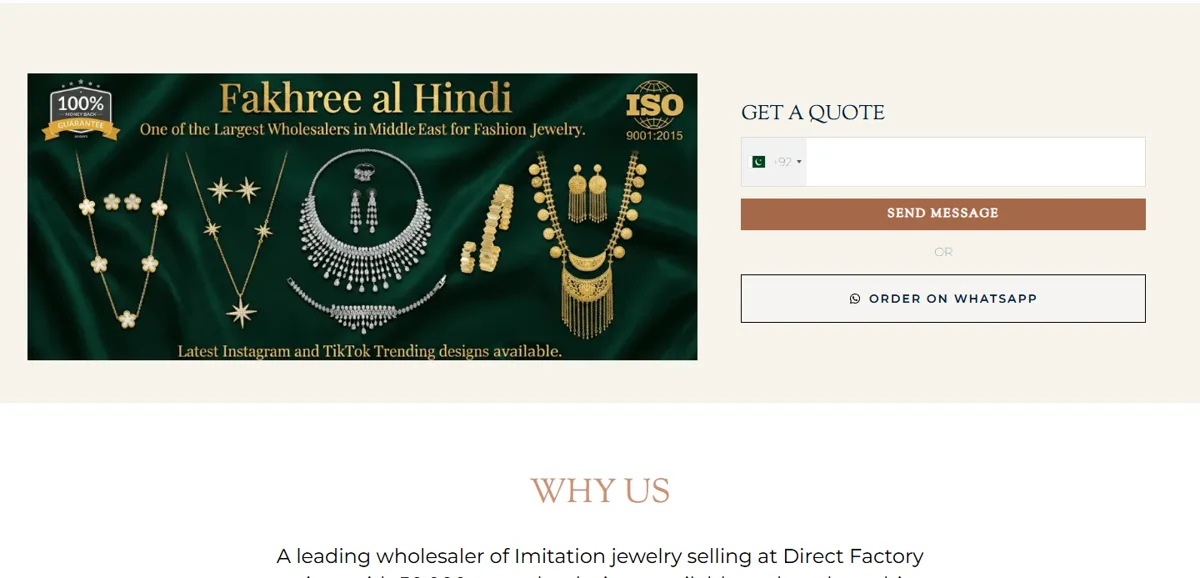 100%
MONEY BACK
GUARANTEE
Fakhree al Hindi
One of the Largest Wholesalers in Middle East for Fashion Jewelry.
ISO
9001:2015
Latest Instagram and TikTok Trending designs available.
GET A QUOTE
+92
SEND MESSAGE
OR
ORDER ON WHATSAPP
WHY US
A leading wholesaler of Imitation jewelry selling at Direct Factory